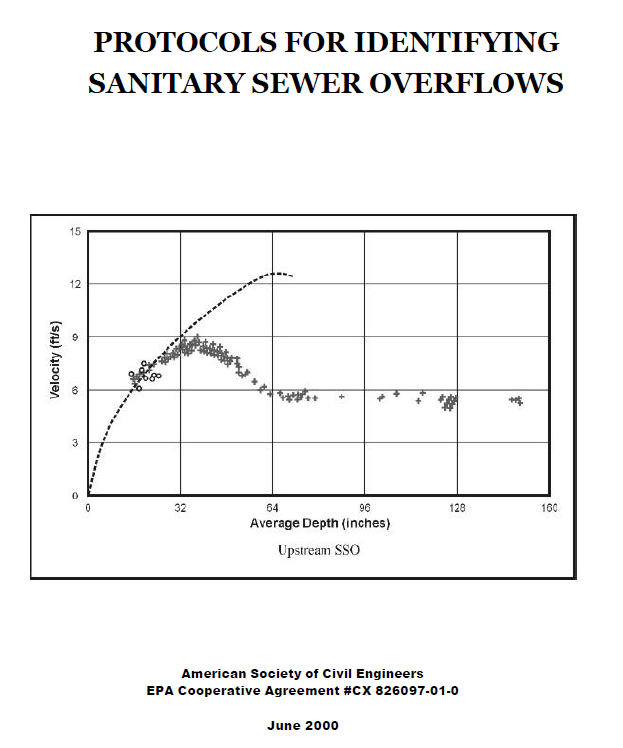 PROTOCOLS FOR IDENTIFYING
SANITARY SEWER OVERFLOWS
15
12
9
6
3
0
Velocity (ft/s)
0 32 64 96 128 160
Average Depth (inches)
Upstream SSO
American Society of Civil Engineers
EPA Cooperative Agreement #CX 826097-01-0
June 2000